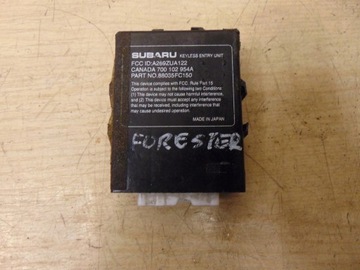 SUBARU KEYLESS ENTRY UNIT
FCC ID:A269ZUA122
CANADA 700 102 954A
PART NO.88035FC150
This device complies with FCC Rule Part 15
Operation is subject to the following two Conditions
(1) This device may not cause harmful interference,
and (2) This device must accept any interference
received, including interference that may cause
undesired operation.
MADE IN JAPAN
FORESTER